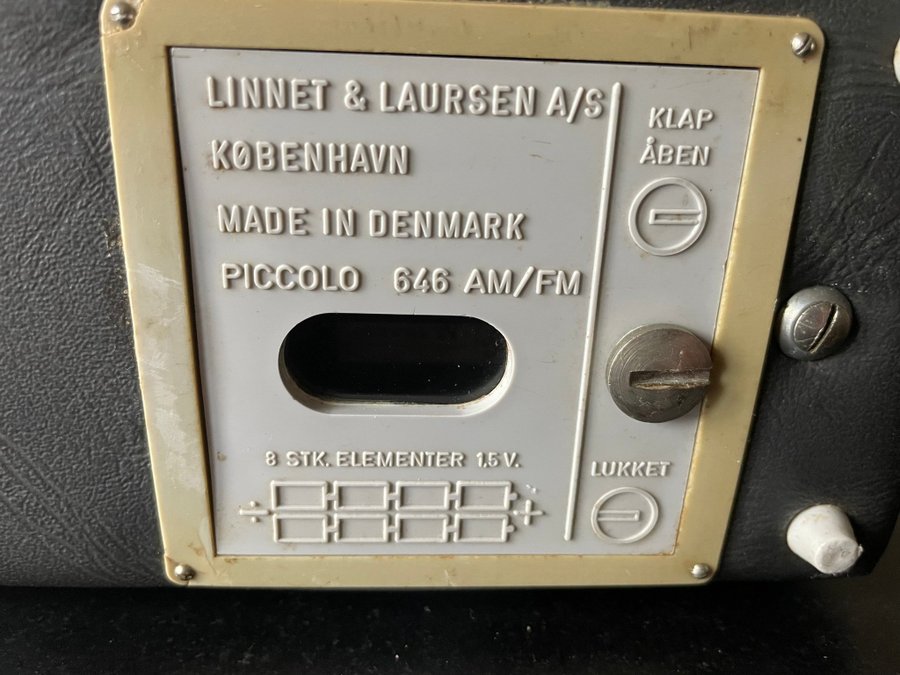 LINNET & LAURSEN A/S
KØBENHAVN
MADE IN DENMARK
PICCOLO 646 AM/FM
8 STK. ELEMENTER 1,5 V.
KLAP
ÅBEN
LUKKET